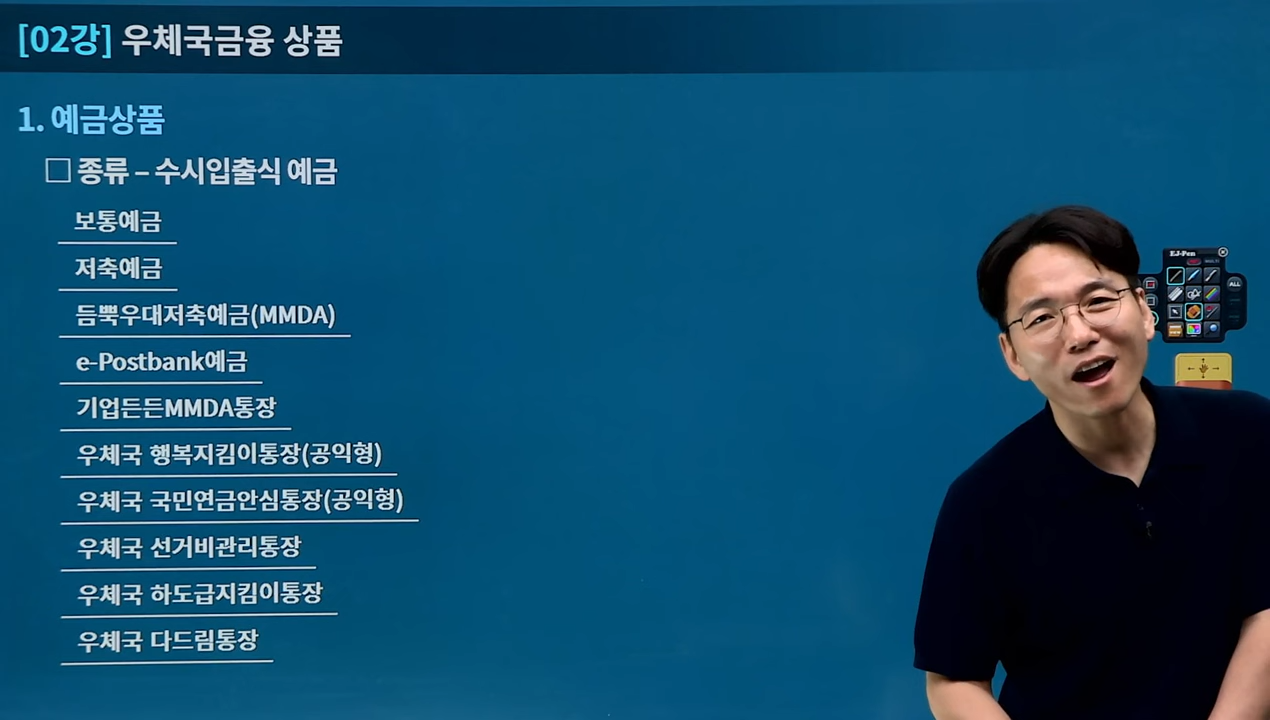 [02강] 우체국금융 상품
1. 예금상품
□ 종류 – 수시입출식 예금
보통예금
저축예금
듬뿍우대저축예금(MMDA)
e-Postbank예금
기업든든MMDA통장
우체국 행복지킴이통장(공익형)
우체국 국민연금안심통장(공익형)
우체국 선거비관리통장
우체국 하도급지킴이통장
우체국 다드림통장
EJ-Pen
ALL